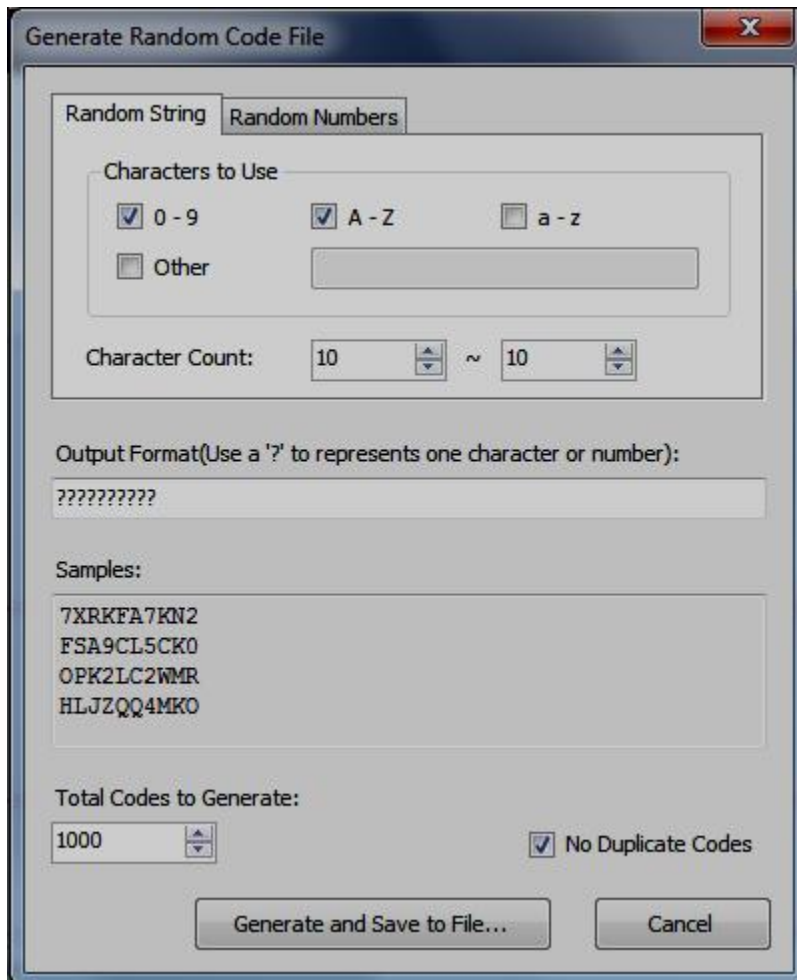 Generate Random Code File
Random String Random Numbers
Characters to Use
0 - 9 A - Z a - z
Other
Character Count: 10 ~ 10
Output Format(Use a '?' to represents one character or number):
??????????
Samples:
7XRKFA7KN2
FSA9CL5CK0
OPK2LC2WMR
HLJZQQ4MKO
Total Codes to Generate:
1000 No Duplicate Codes
Generate and Save to File... Cancel